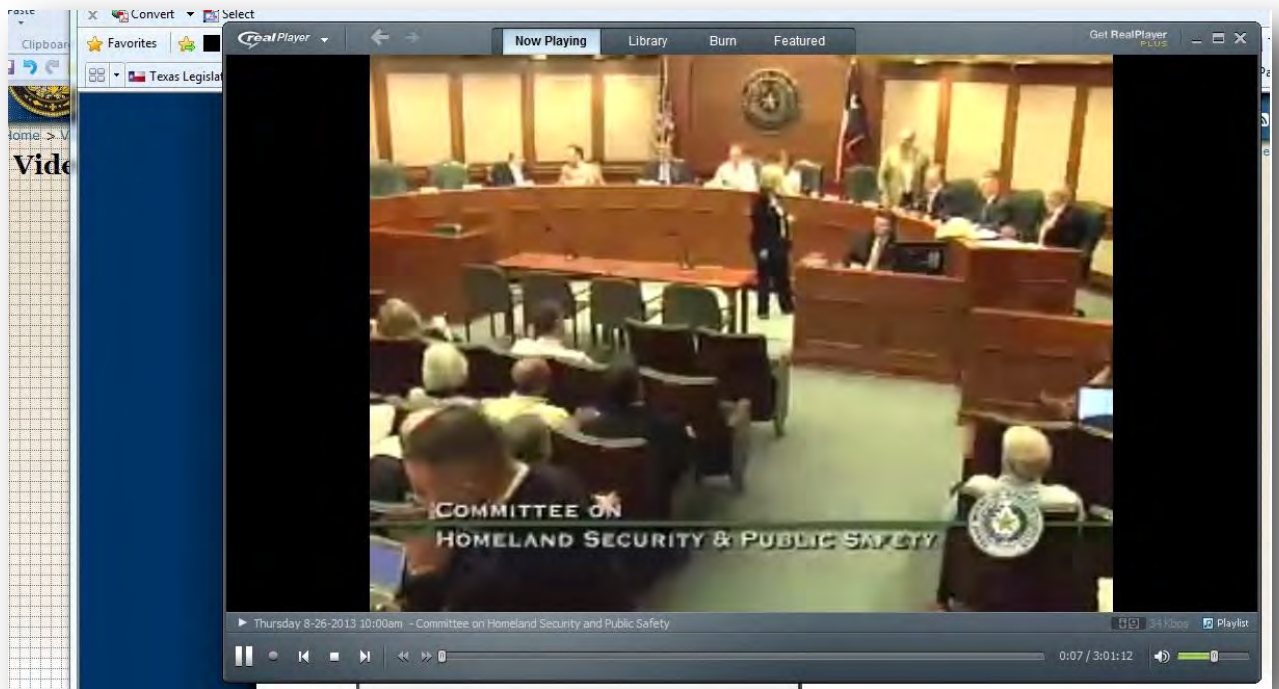 Paste
Convert
Select
Clipboar
Favorites
Texas Legislat
Home > V
Vide
RealPlayer
Now Playing
Library
Burn
Featured
Get RealPlayer
PLUS
COMMITTEE ON
HOMELAND SECURITY & PUBLIC SAFETY
Thursday 8-26-2013 10:00am - Committee on Homeland Security and Public Safety
34 Kbps
Playlist
0:07 / 3:01:12